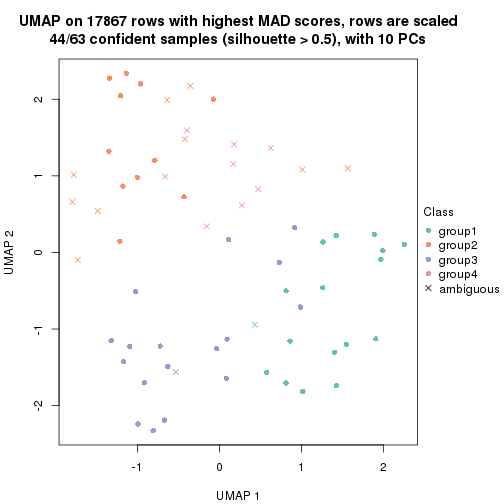 UMAP on 17867 rows with highest MAD scores, rows are scaled
44/63 confident samples (silhouette > 0.5), with 10 PCs
2
1
0
-1
-2
UMAP 2
-1
0
1
2
UMAP 1
Class
group1
group2
group3
group4
ambiguous